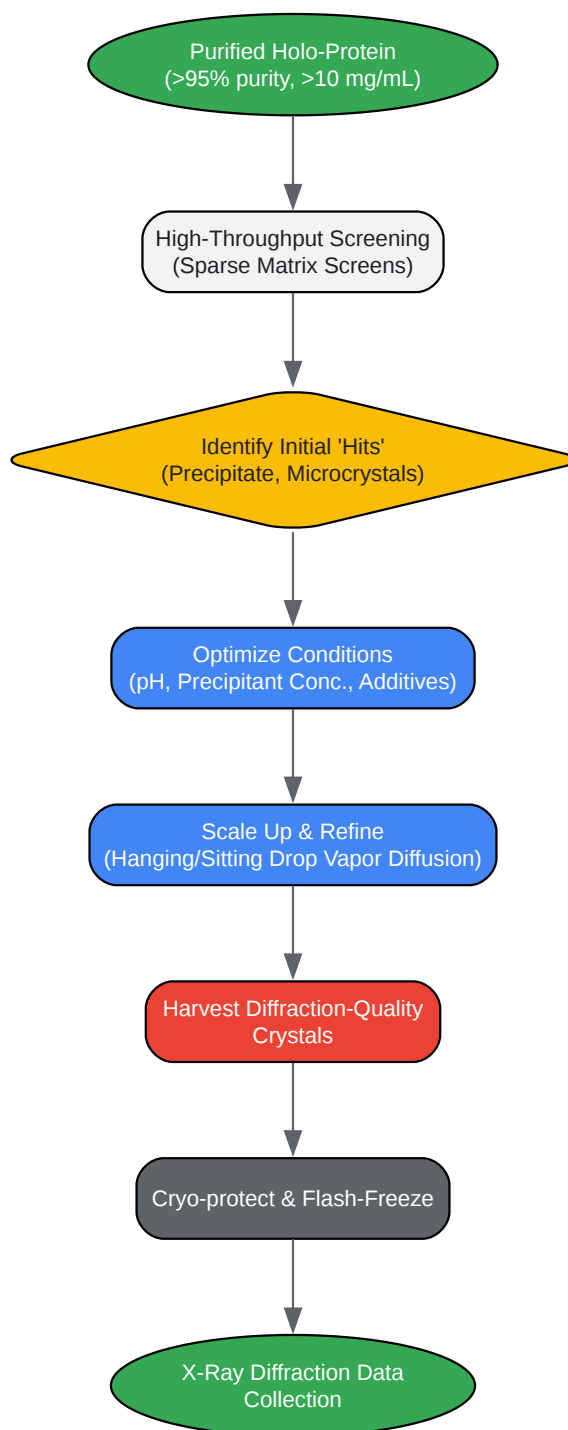 Purified Holo-Protein
(>95% purity, >10 mg/mL)
High-Throughput Screening
(Sparse Matrix Screens)
Identify Initial 'Hits'
(Precipitate, Microcrystals)
Optimize Conditions
(pH, Precipitant Conc., Additives)
Scale Up & Refine
(Hanging/Sitting Drop Vapor Diffusion)
Harvest Diffraction-Quality
Crystals
Cryo-protect & Flash-Freeze
X-Ray Diffraction Data
Collection